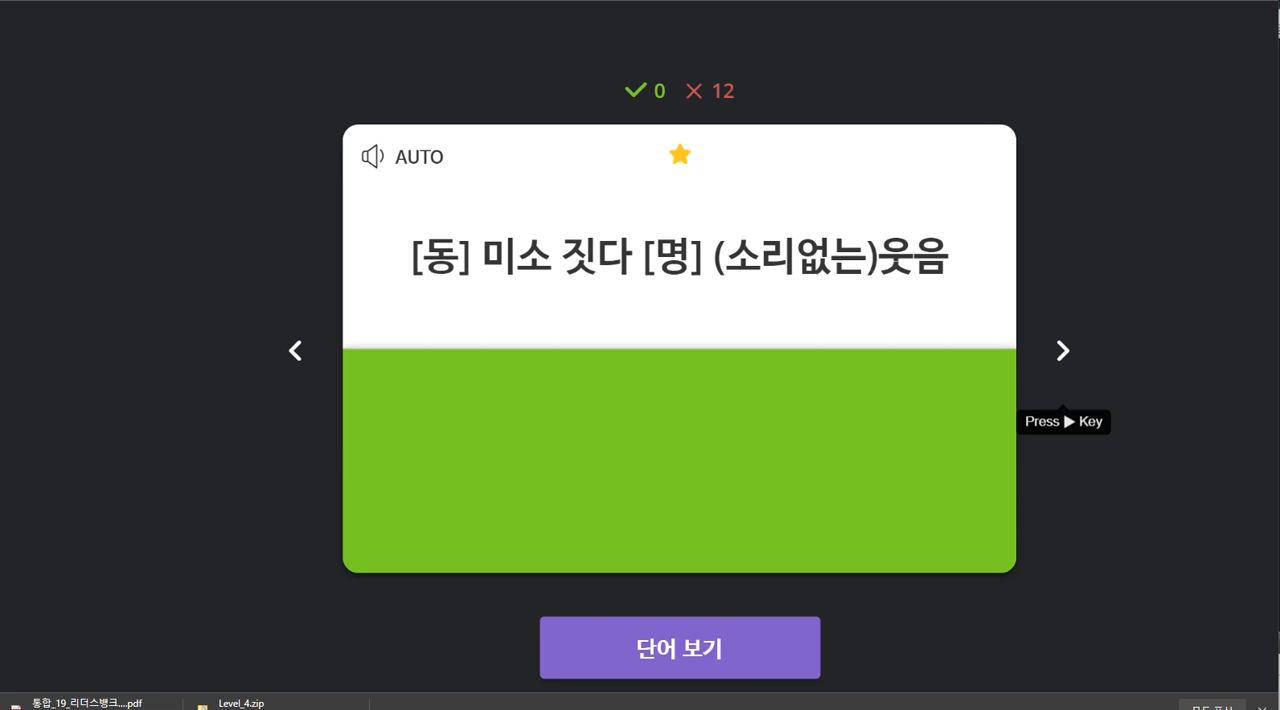 0 12
AUTO
[동] 미소 짓다 [명] (소리없는)웃음
Press ▶ Key
단어 보기
통합_19_리더스뱅크....pdf
Level_4.zip